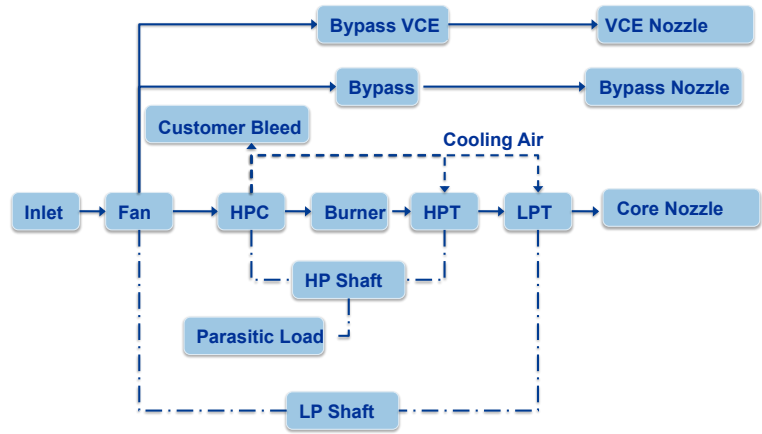 Bypass VCE
VCE Nozzle
Bypass
Bypass Nozzle
Customer Bleed
Cooling Air
Inlet
Fan
HPC
Burner
HPT
LPT
Core Nozzle
HP Shaft
Parasitic Load
LP Shaft